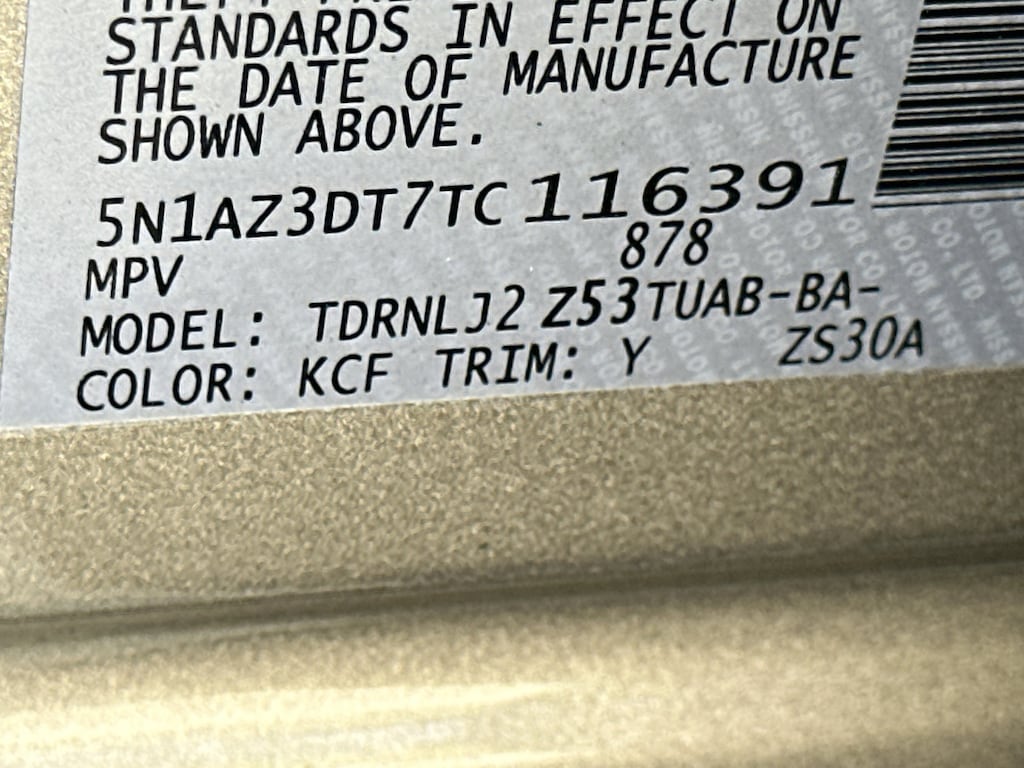 STANDARDS IN EFFECT ON
THE DATE OF MANUFACTURE
SHOWN ABOVE.
5N1AZ3DT7TC116391
MPV 878
MODEL: TDRNLJ2 Z53TUAB-BA-
COLOR: KCF TRIM: Y ZS30A